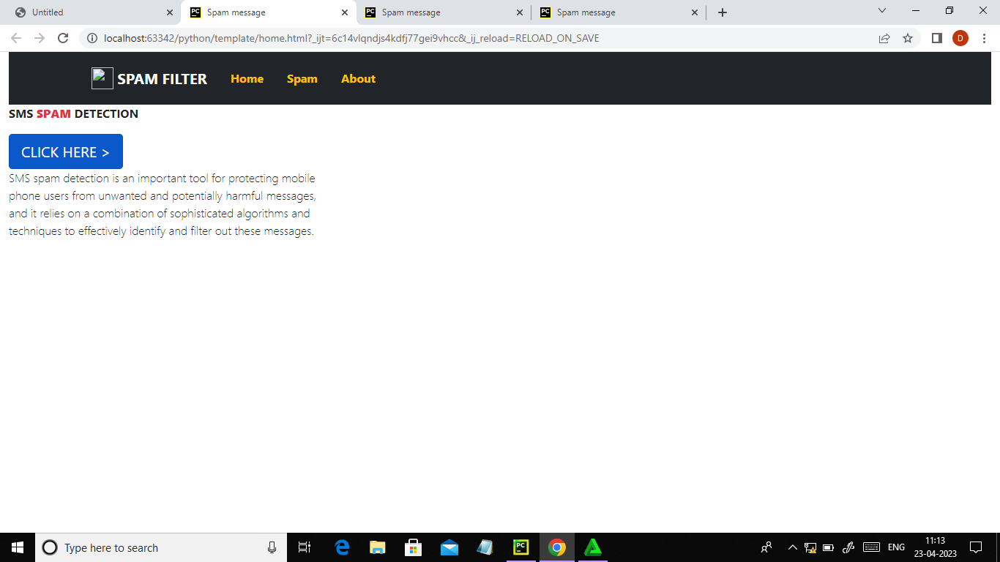 Untitled
Spam message
Spam message
Spam message
localhost:63342/python/template/home.html?_ijt=6c14vlqndjs4kdfj77gei9vhcc&_ij_reload=RELOAD_ON_SAVE
D
SPAM FILTER Home Spam About
SMS SPAM DETECTION
CLICK HERE >
SMS spam detection is an important tool for protecting mobile
phone users from unwanted and potentially harmful messages,
and it relies on a combination of sophisticated algorithms and
techniques to effectively identify and filter out these messages.
Type here to search
PC
ENG
11:13
23-04-2023